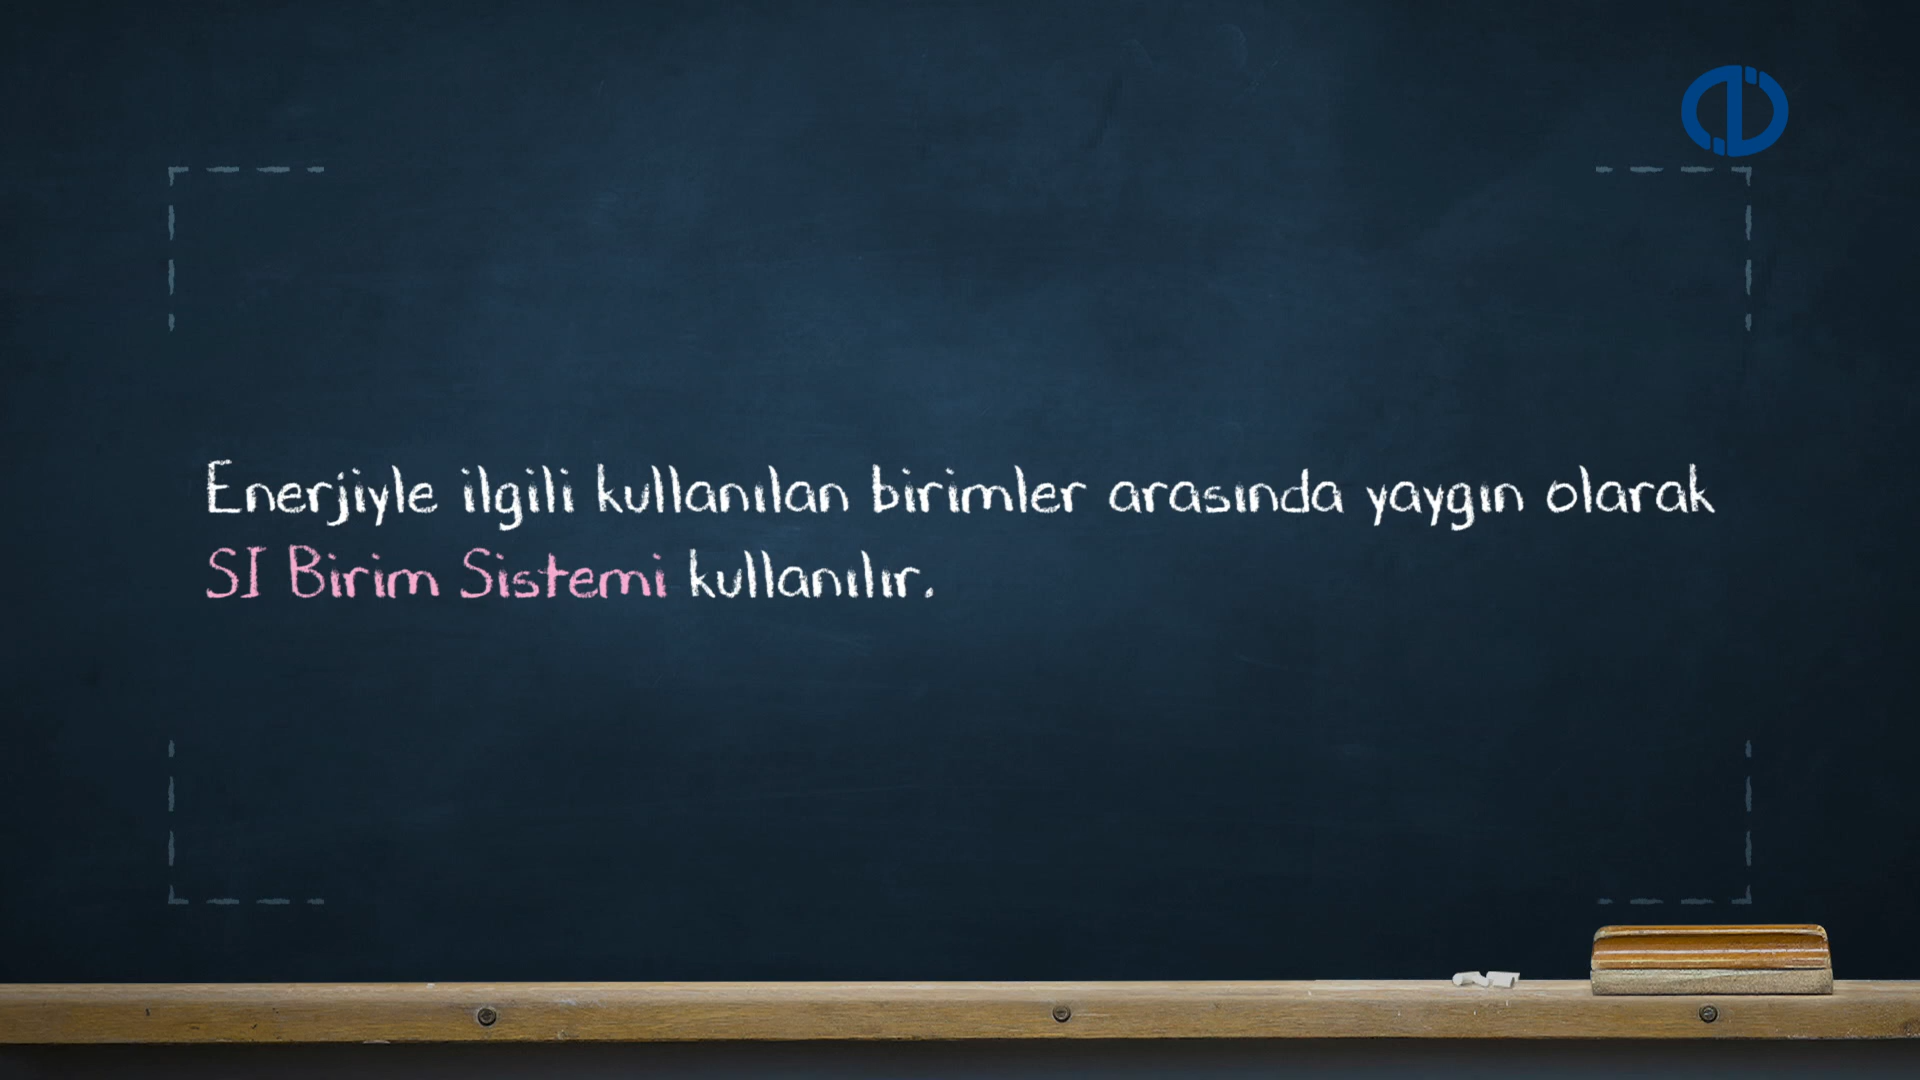 Enerjiyle ilgili kullanılan birimler arasında yaygın olarak
SI Birim Sistemi kullanılır.